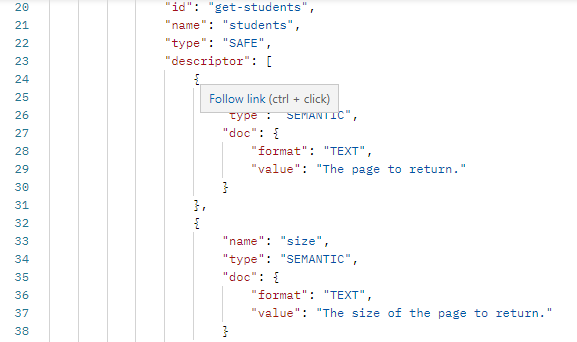 20 "id": "get-students",
21 "name": "students",
22 "type": "SAFE",
23 "descriptor": [
24 {
25 Follow link (ctrl + click)
26 "type": "SEMANTIC",
27 "doc": {
28 "format": "TEXT",
29 "value": "The page to return."
30 }
31 },
32 {
33 "name": "size",
34 "type": "SEMANTIC",
35 "doc": {
36 "format": "TEXT",
37 "value": "The size of the page to return."
38 }